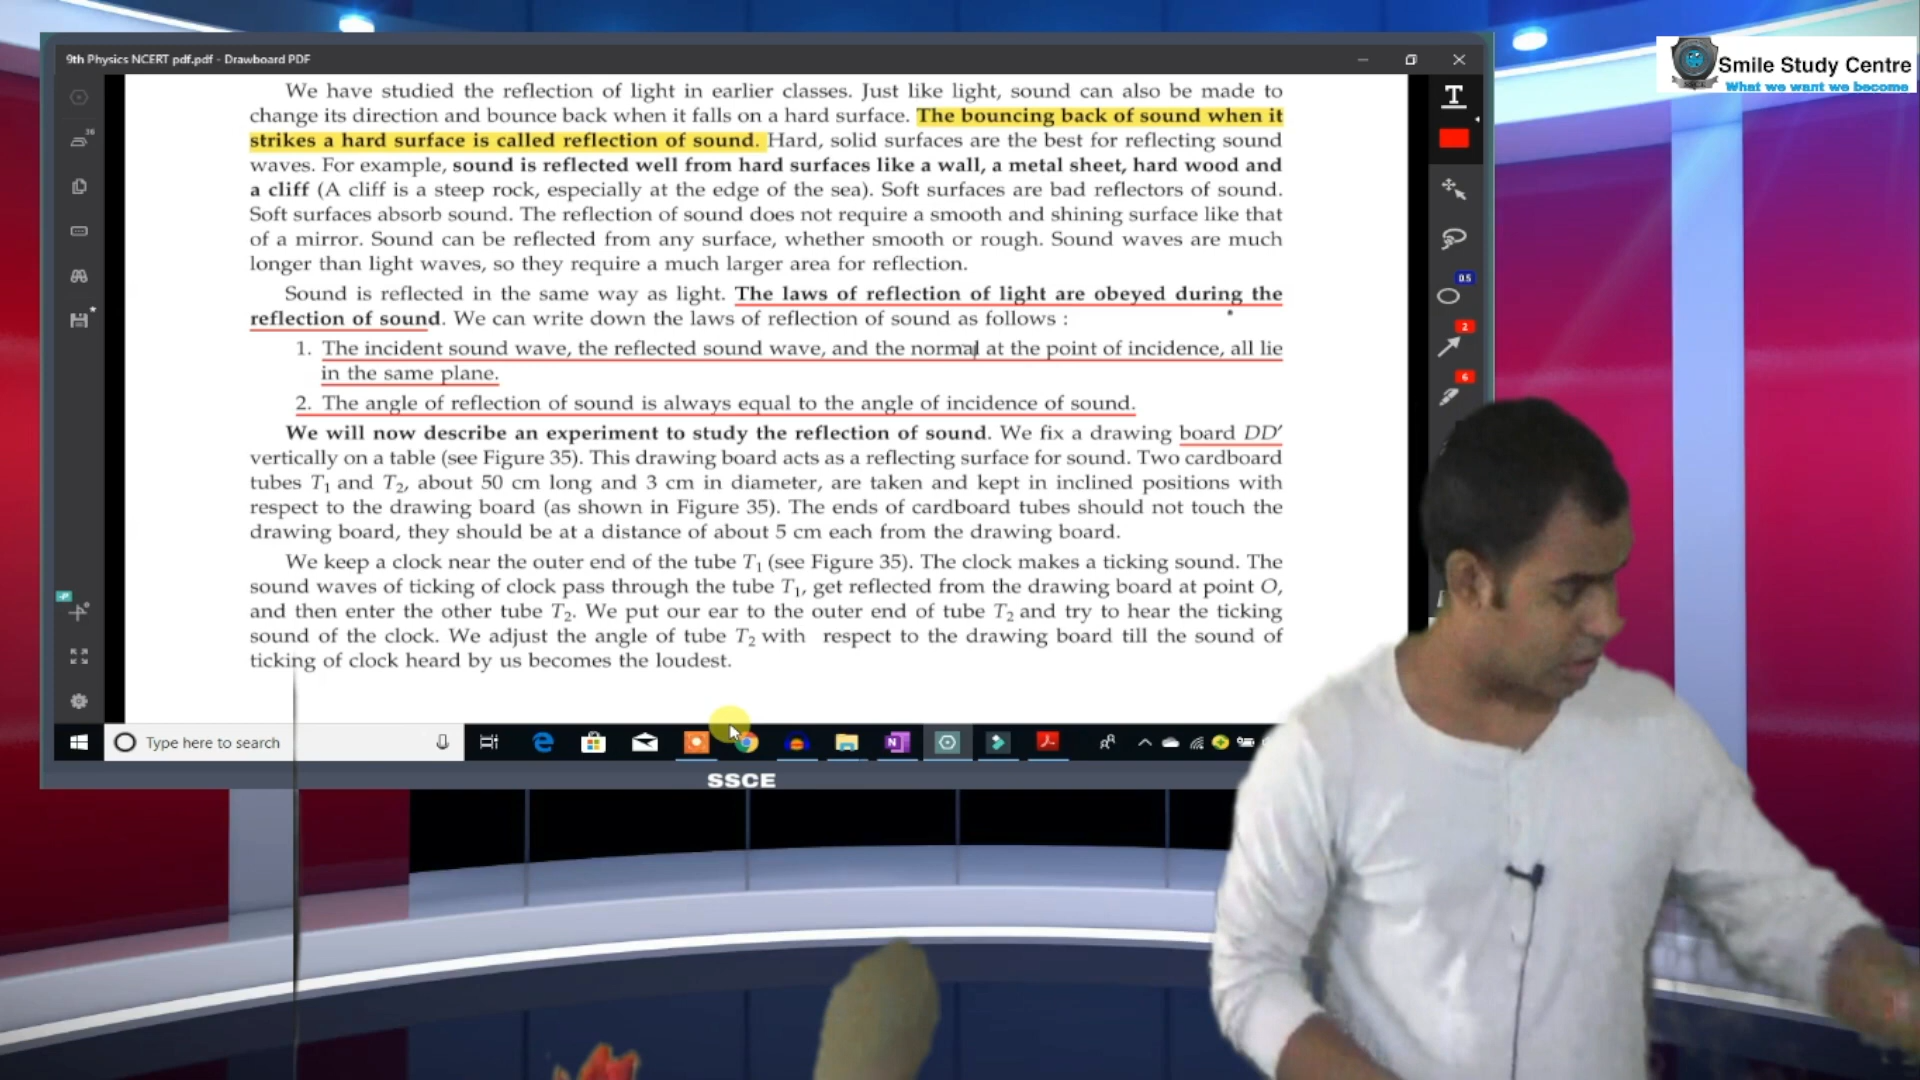 9th Physics NCERT pdf.pdf - Drawboard PDF
Smile Study Centre
What we want we become
We have studied the reflection of light in earlier classes. Just like light, sound can also be made to
change its direction and bounce back when it falls on a hard surface. The bouncing back of sound when it
strikes a hard surface is called reflection of sound. Hard, solid surfaces are the best for reflecting sound
waves. For example, sound is reflected well from hard surfaces like a wall, a metal sheet, hard wood and
a cliff (A cliff is a steep rock, especially at the edge of the sea). Soft surfaces are bad reflectors of sound.
Soft surfaces absorb sound. The reflection of sound does not require a smooth and shining surface like that
of a mirror. Sound can be reflected from any surface, whether smooth or rough. Sound waves are much
longer than light waves, so they require a much larger area for reflection.
Sound is reflected in the same way as light. The laws of reflection of light are obeyed during the
reflection of sound. We can write down the laws of reflection of sound as follows :
1. The incident sound wave, the reflected sound wave, and the normal at the point of incidence, all lie
in the same plane.
2. The angle of reflection of sound is always equal to the angle of incidence of sound.
We will now describe an experiment to study the reflection of sound. We fix a drawing board DD′
vertically on a table (see Figure 35). This drawing board acts as a reflecting surface for sound. Two cardboard
tubes T1 and T2, about 50 cm long and 3 cm in diameter, are taken and kept in inclined positions with
respect to the drawing board (as shown in Figure 35). The ends of cardboard tubes should not touch the
drawing board, they should be at a distance of about 5 cm each from the drawing board.
We keep a clock near the outer end of the tube T1 (see Figure 35). The clock makes a ticking sound. The
sound waves of ticking of clock pass through the tube T1, get reflected from the drawing board at point O,
and then enter the other tube T2. We put our ear to the outer end of tube T2 and try to hear the ticking
sound of the clock. We adjust the angle of tube T2 with respect to the drawing board till the sound of
ticking of clock heard by us becomes the loudest.
36
T
0.5
2
6
Type here to search
SSCE